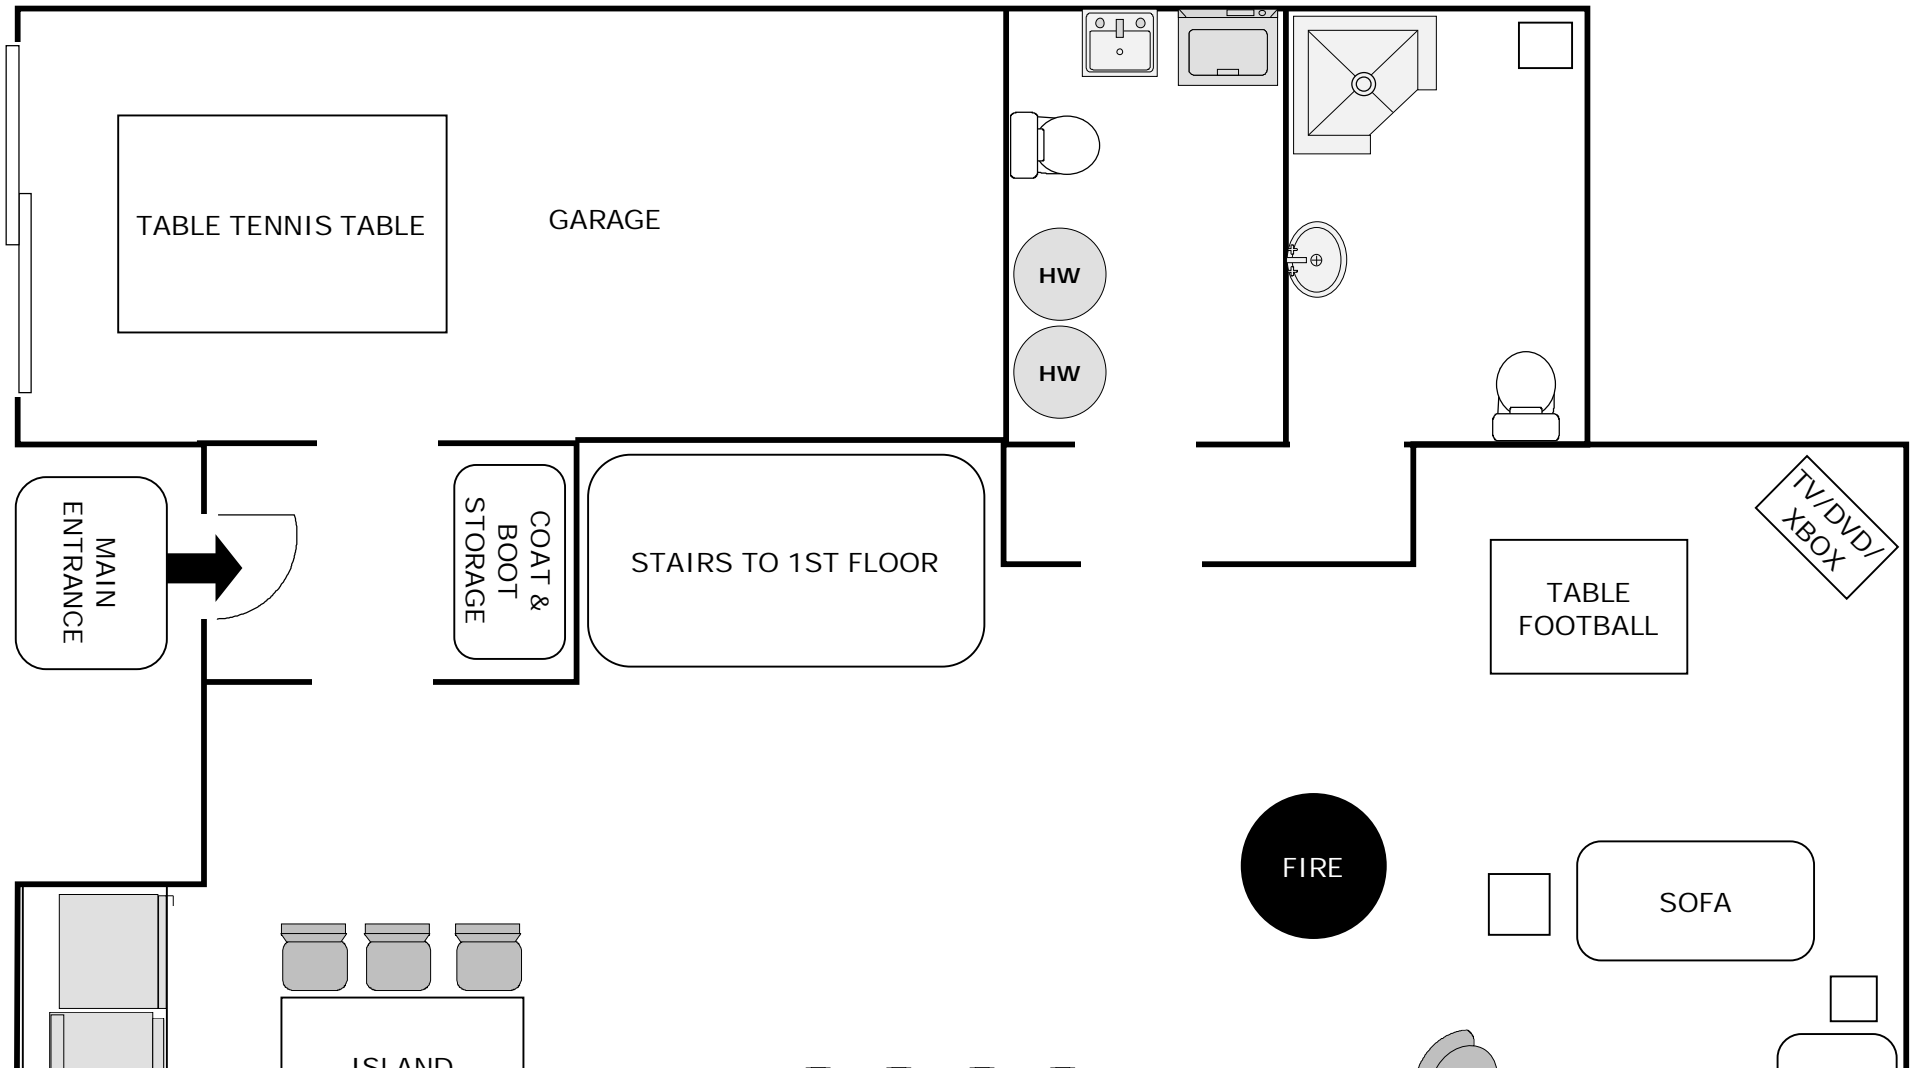 TABLE TENNIS TABLE
GARAGE
HW
HW
MAIN
ENTRANCE
COAT &
BOOT
STORAGE
STAIRS TO 1ST FLOOR
TV/DVD/
XBOX
TABLE
FOOTBALL
FIRE
SOFA
ISLAND